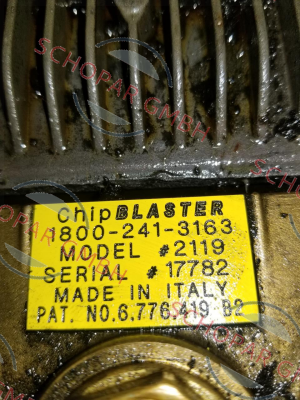 SCHOPAR GMBH
ChipBLASTER
1800-241-3163
MODEL #2119
SERIAL #17782
MADE IN ITALY
PAT. NO.6.776.419 B2